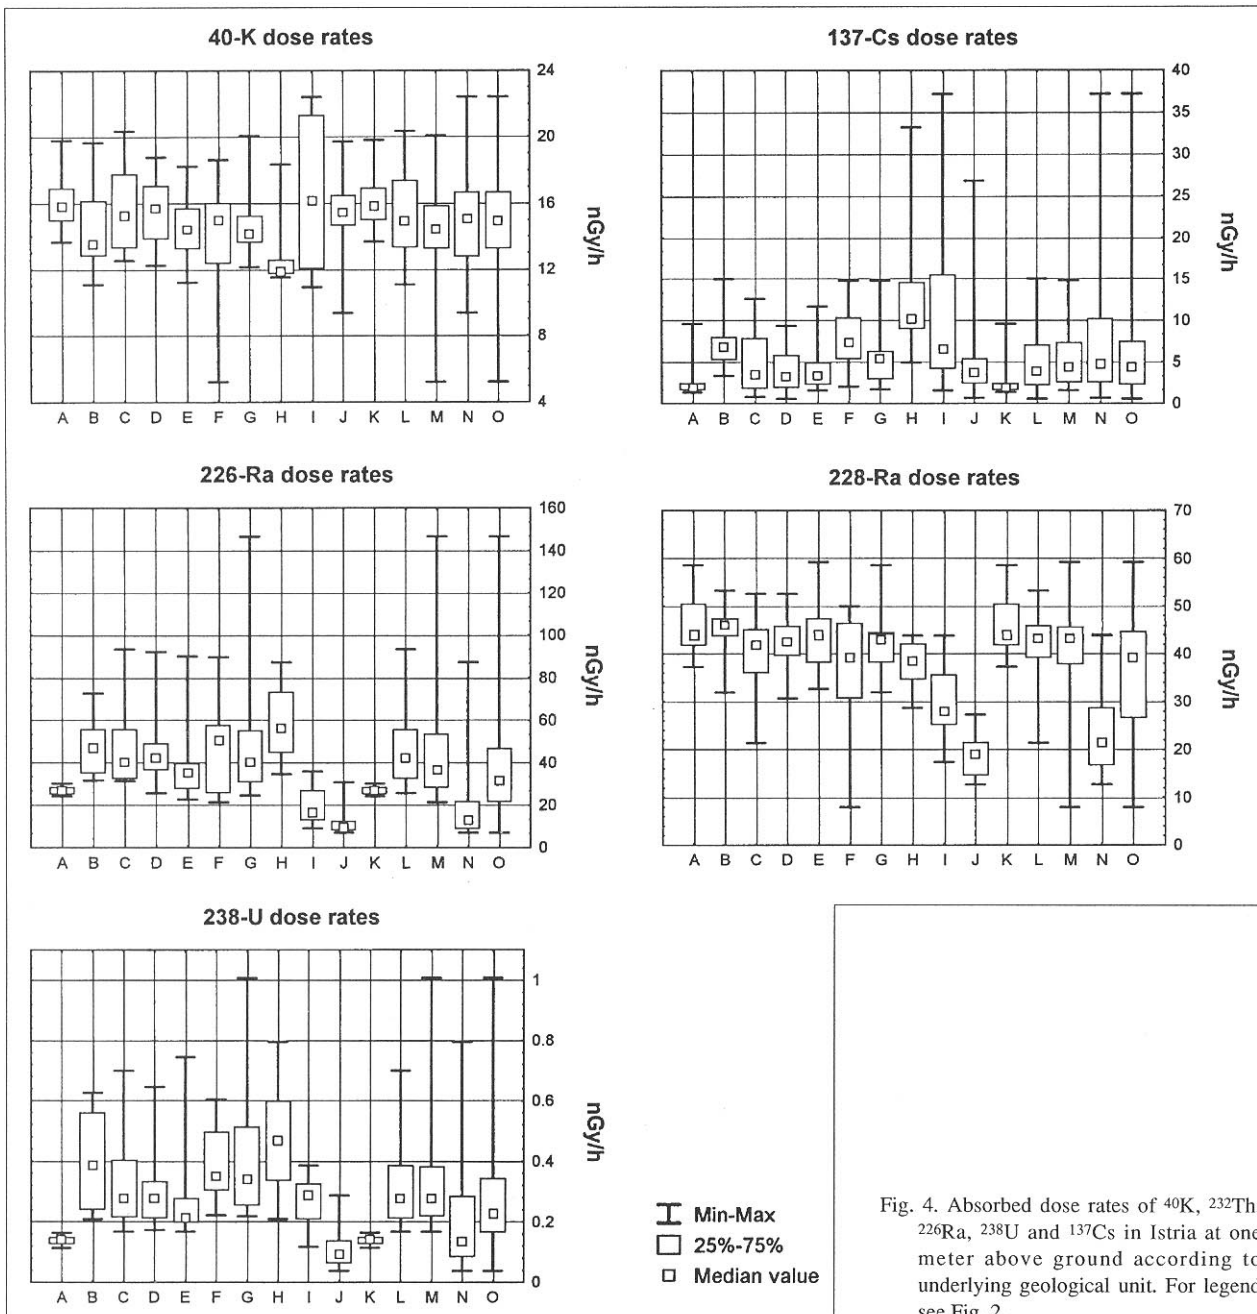 40-K dose rates
24
20
16
12
8
4
nGy/h
A B C D E F G H I J K L M N O
137-Cs dose rates
40
35
30
25
20
15
10
5
0
nGy/h
A B C D E F G H I J K L M N O
226-Ra dose rates
160
140
120
100
80
60
40
20
0
nGy/h
A B C D E F G H I J K L M N O
228-Ra dose rates
70
60
50
40
30
20
10
0
nGy/h
A B C D E F G H I J K L M N O
238-U dose rates
1
0.8
0.6
0.4
0.2
0
nGy/h
A B C D E F G H I J K L M N O
Min-Max
25%-75%
Median value
Fig. 4. Absorbed dose rates of ⁴⁰K, ²³²Th
²²⁶Ra, ²³⁸U and ¹³⁷Cs in Istria at one
meter above ground according to
underlying geological unit. For legend
see Fig. 2